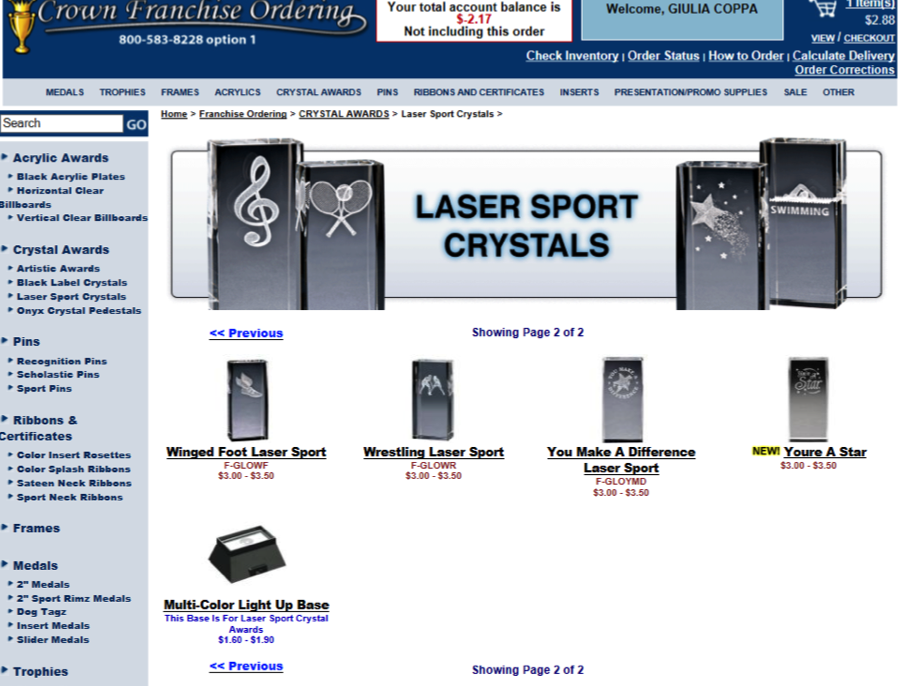 Crown Franchise Ordering
800-583-8228 option 1
Your total account balance is
$-2.17
Not including this order
Welcome, GIULIA COPPA
1 Item(s)
$2.88
VIEW / CHECKOUT
Check Inventory | Order Status | How to Order | Calculate Delivery
Order Corrections
MEDALS TROPHIES FRAMES ACRYLICS CRYSTAL AWARDS PINS RIBBONS AND CERTIFICATES INSERTS PRESENTATION/PROMO SUPPLIES SALE OTHER
Search GO
Home > Franchise Ordering > CRYSTAL AWARDS > Laser Sport Crystals >
Acrylic Awards
Black Acrylic Plates
Horizontal Clear
Billboards
Vertical Clear Billboards
Crystal Awards
Artistic Awards
Black Label Crystals
Laser Sport Crystals
Onyx Crystal Pedestals
Pins
Recognition Pins
Scholastic Pins
Sport Pins
Ribbons &
Certificates
Color Insert Rosettes
Color Splash Ribbons
Sateen Neck Ribbons
Sport Neck Ribbons
Frames
Medals
2" Medals
2" Sport Rimz Medals
Dog Tagz
Insert Medals
Slider Medals
Trophies
LASER SPORT
CRYSTALS
SWIMMING
<< Previous
Showing Page 2 of 2
YOU MAKE A
DIFFERENCE
Star
Winged Foot Laser Sport
F-GLOWF
$3.00 - $3.50
Wrestling Laser Sport
F-GLOWR
$3.00 - $3.50
You Make A Difference
Laser Sport
F-GLOYMD
$3.00 - $3.50
NEW! Youre A Star
$3.00 - $3.50
Multi-Color Light Up Base
This Base Is For Laser Sport Crystal
Awards
$1.60 - $1.90
<< Previous
Showing Page 2 of 2